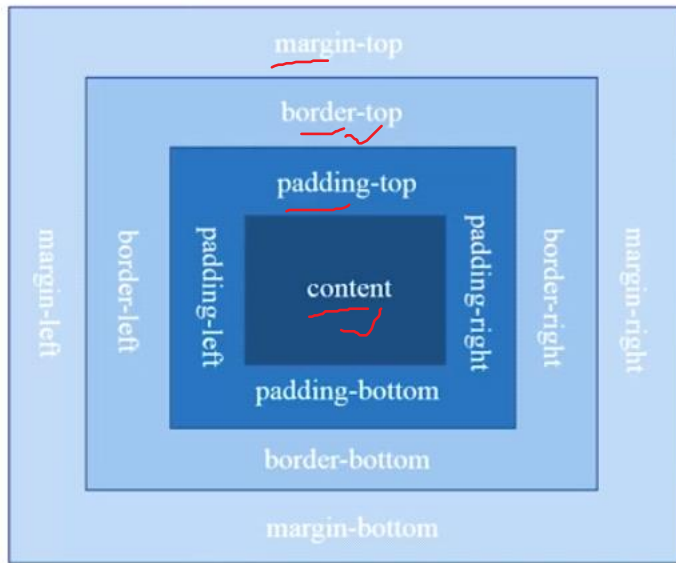 margin-top
border-top
padding-top
margin-left
border-left
padding-left
content
padding-right
border-right
margin-right
padding-bottom
border-bottom
margin-bottom